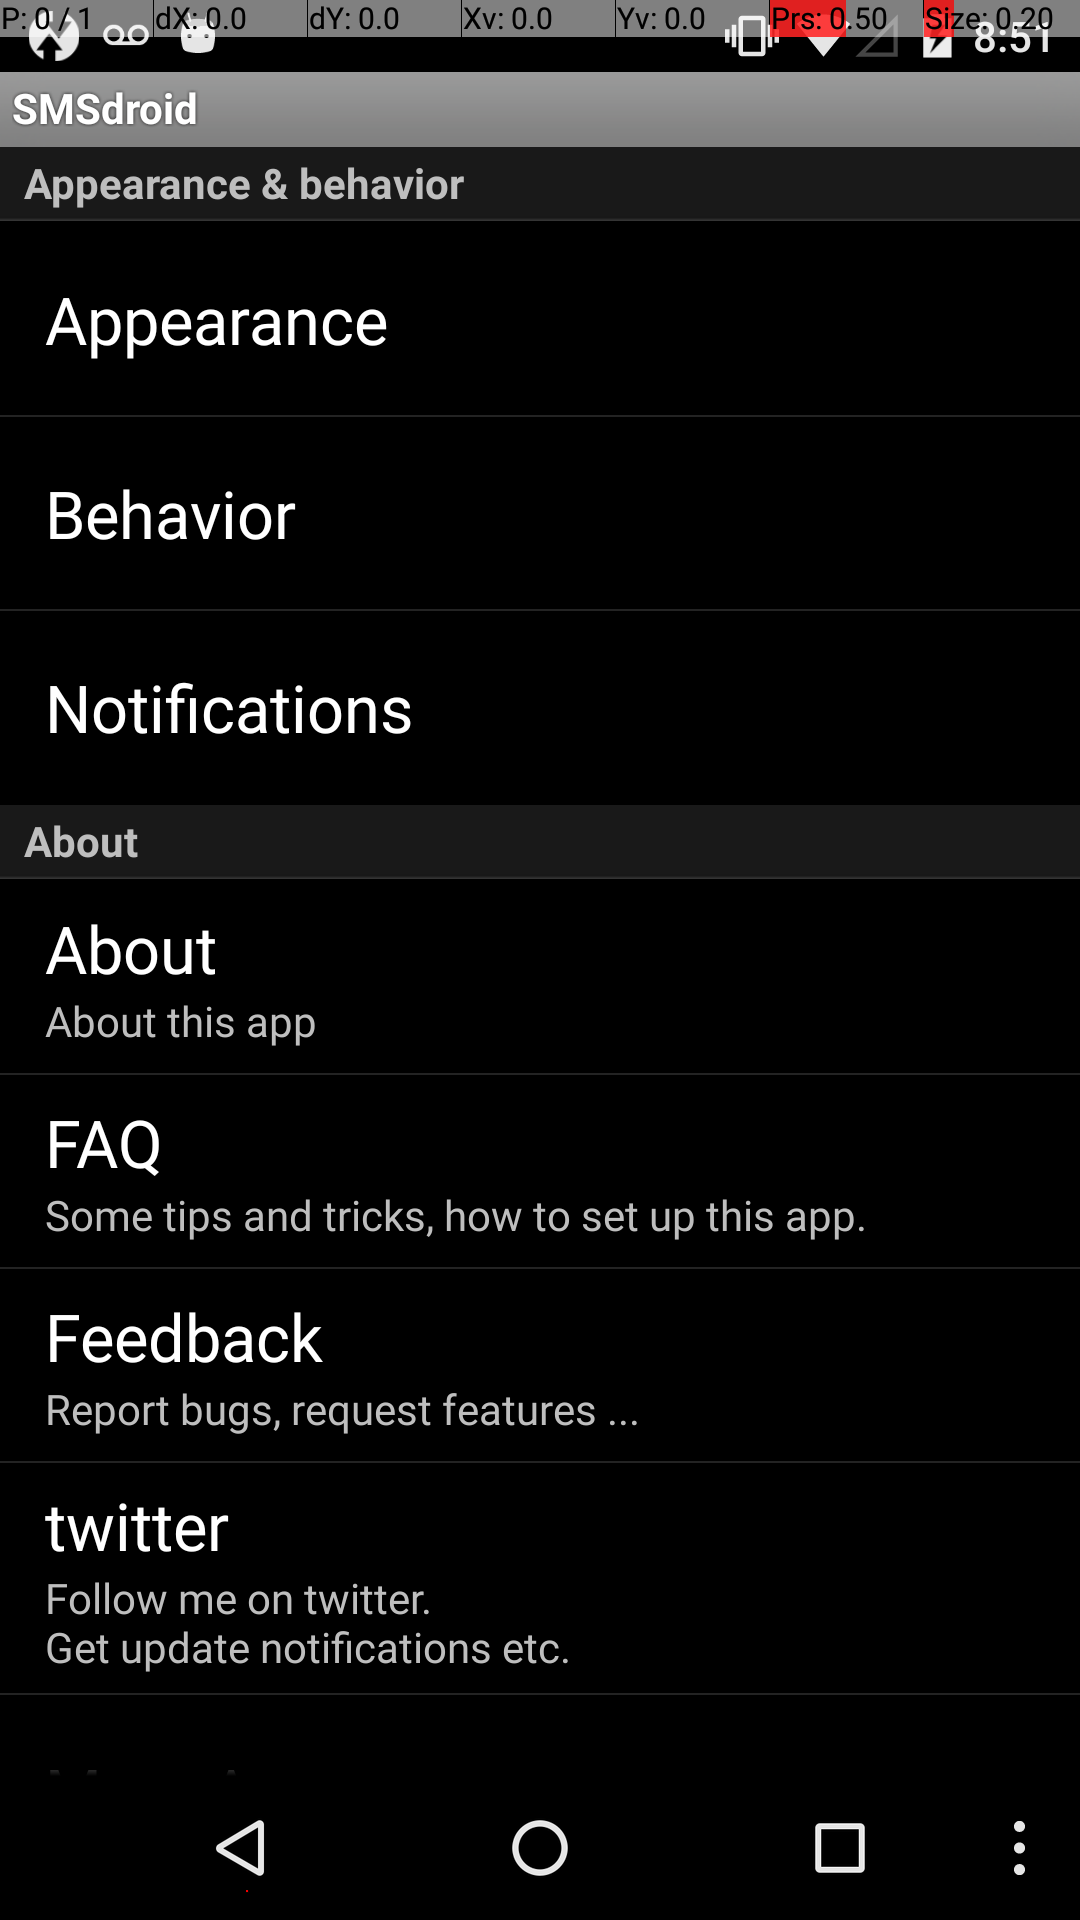 P: 0 / 1 dX: 0.0 dY: 0.0 Xv: 0.0 Yv: 0.0 Prs: 0.50 Size: 0.20
8:51
SMSdroid
Appearance & behavior
Appearance
Behavior
Notifications
About
About
About this app
FAQ
Some tips and tricks, how to set up this app.
Feedback
Report bugs, request features ...
twitter
Follow me on twitter.
Get update notifications etc.